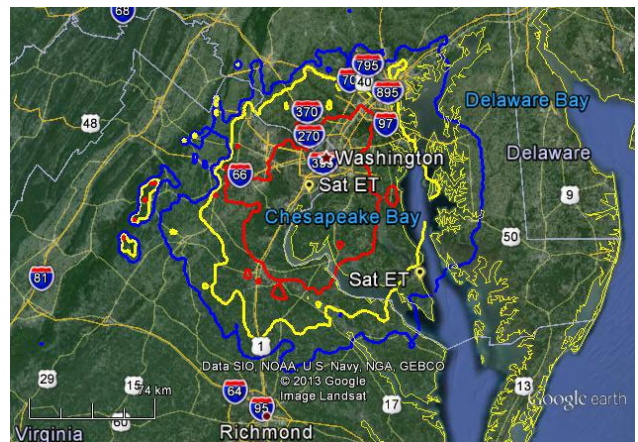 68
795
70
40
895
Delaware Bay
370
48
97
270
Delaware
395
Washington
66
Sat ET
9
Chesapeake Bay
50
Sat ET
81
1
Data SIO, NOAA, U.S. Navy, NGA, GEBCO
© 2013 Google
Image Landsat
29
15
74 km
64
13
Google earth
17
95
60
Virginia
Richmond